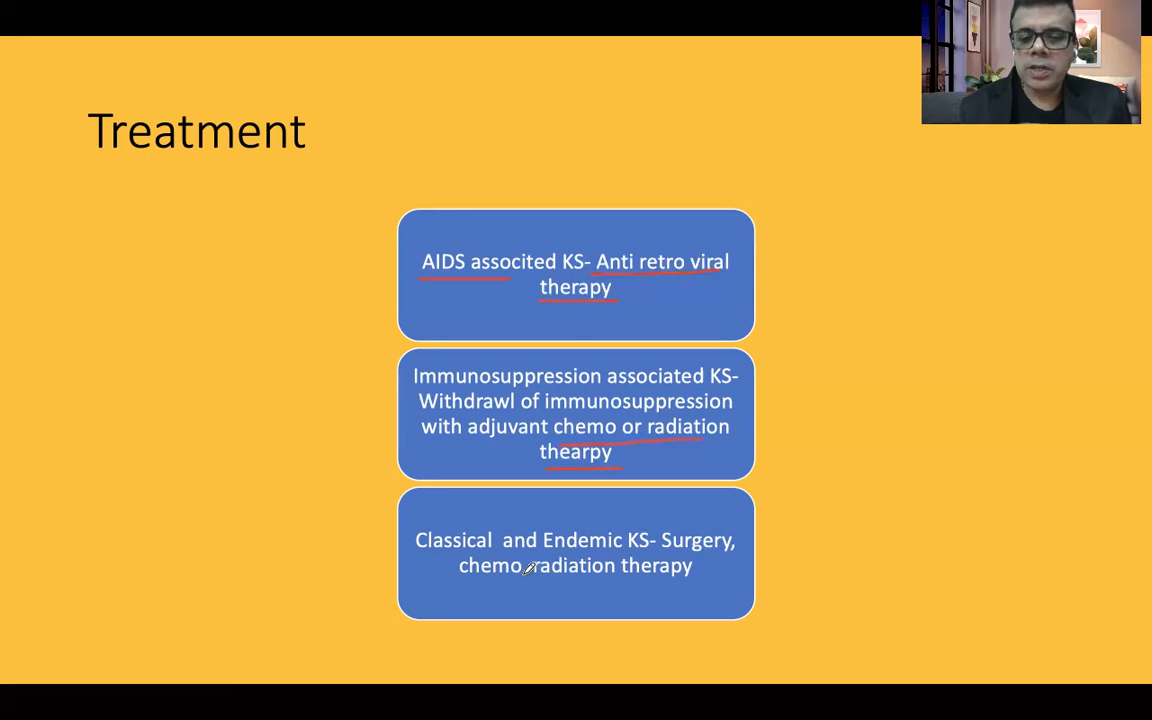 Treatment
AIDS associted KS- Anti retro viral
therapy
Immunosuppression associated KS-
Withdrawl of immunosuppression
with adjuvant chemo or radiation
thearpy
Classical  and Endemic KS- Surgery,
chemo radiation therapy